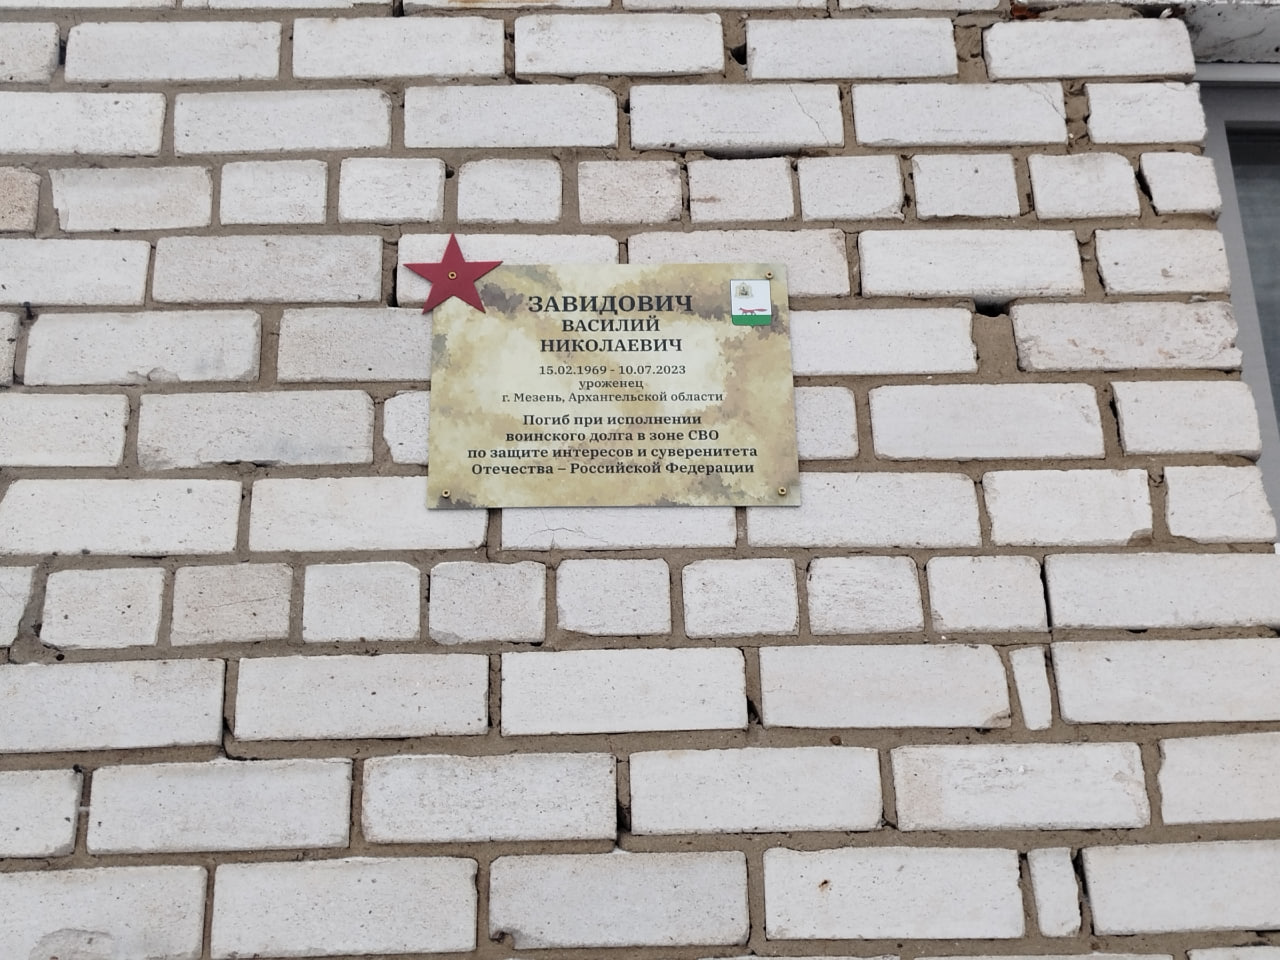 ЗАВИДОВИЧ
ВАСИЛИЙ
НИКОЛАЕВИЧ
15.02.1969 - 10.07.2023
уроженец
г. Мезень, Архангельской области
Погиб при исполнении
воинского долга в зоне СВО
по защите интересов и суверенитета
Отечества – Российской Федерации